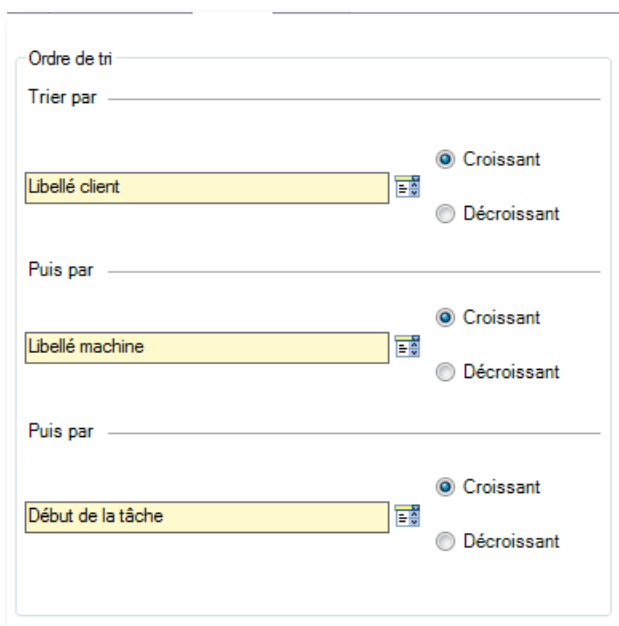 Ordre de tri
Trier par
Croissant
Libellé client
Décroissant
Puis par
Croissant
Libellé machine
Décroissant
Puis par
Croissant
Début de la tâche
Décroissant